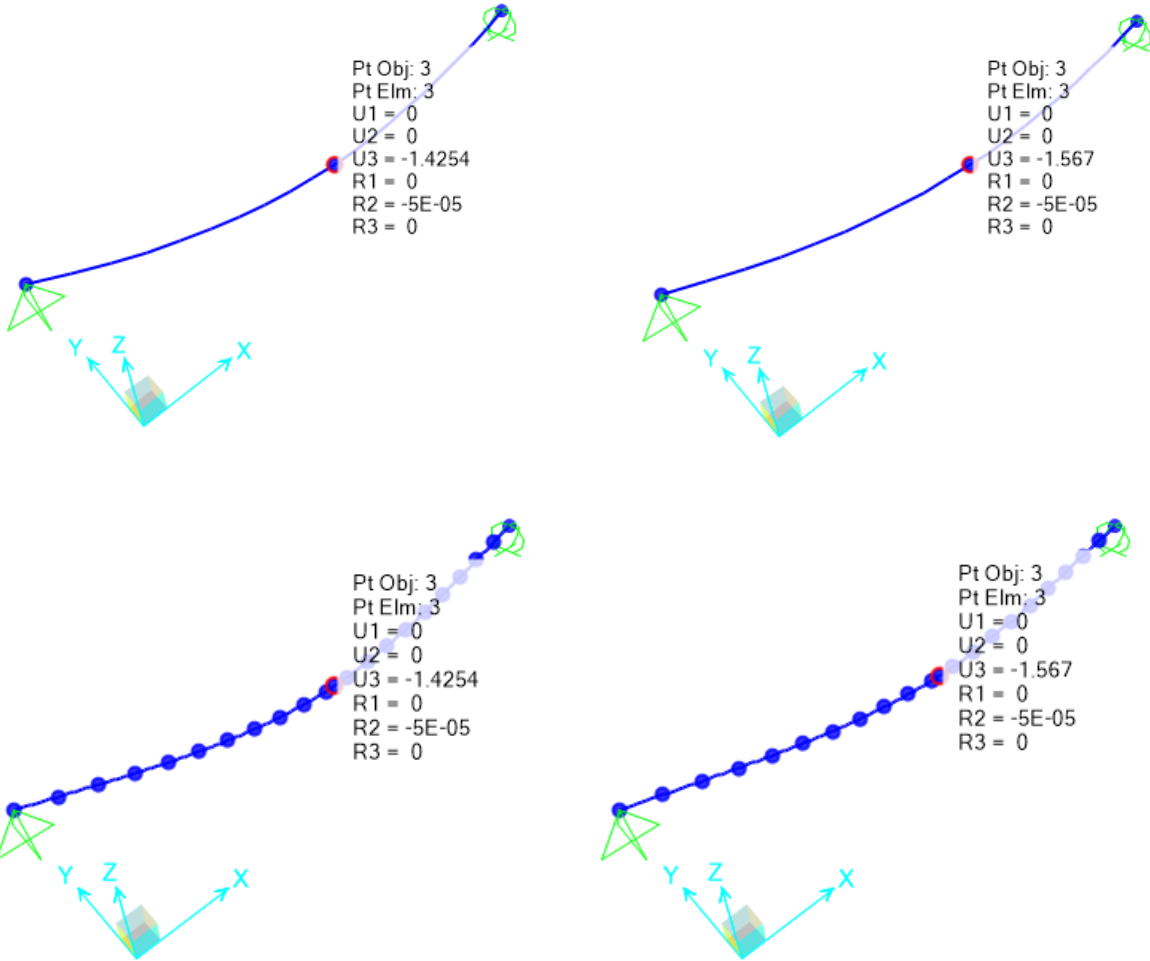 Pt Obj: 3
Pt Elm: 3
U1 = 0
U2 = 0
U3 = -1.4254
R1 = 0
R2 = -5E-05
R3 = 0
Y Z X
Pt Obj: 3
Pt Elm: 3
U1 = 0
U2 = 0
U3 = -1.567
R1 = 0
R2 = -5E-05
R3 = 0
Y Z X
Pt Obj: 3
Pt Elm: 3
U1 = 0
U2 = 0
U3 = -1.4254
R1 = 0
R2 = -5E-05
R3 = 0
Y Z X
Pt Obj: 3
Pt Elm: 3
U1 = 0
U2 = 0
U3 = -1.567
R1 = 0
R2 = -5E-05
R3 = 0
Y Z X